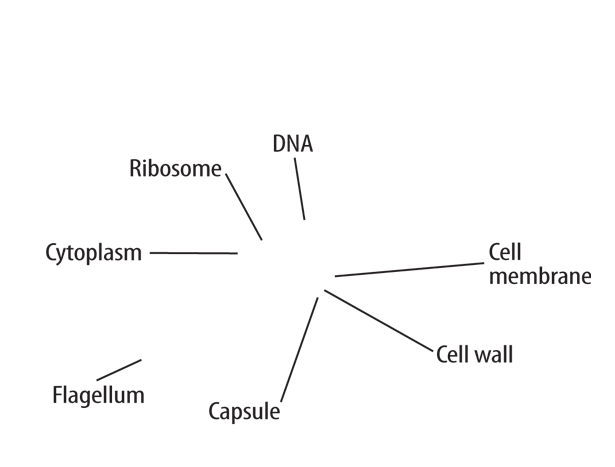 DNA
Ribosome
Cytoplasm
Cell
membrane
Cell wall
Flagellum
Capsule